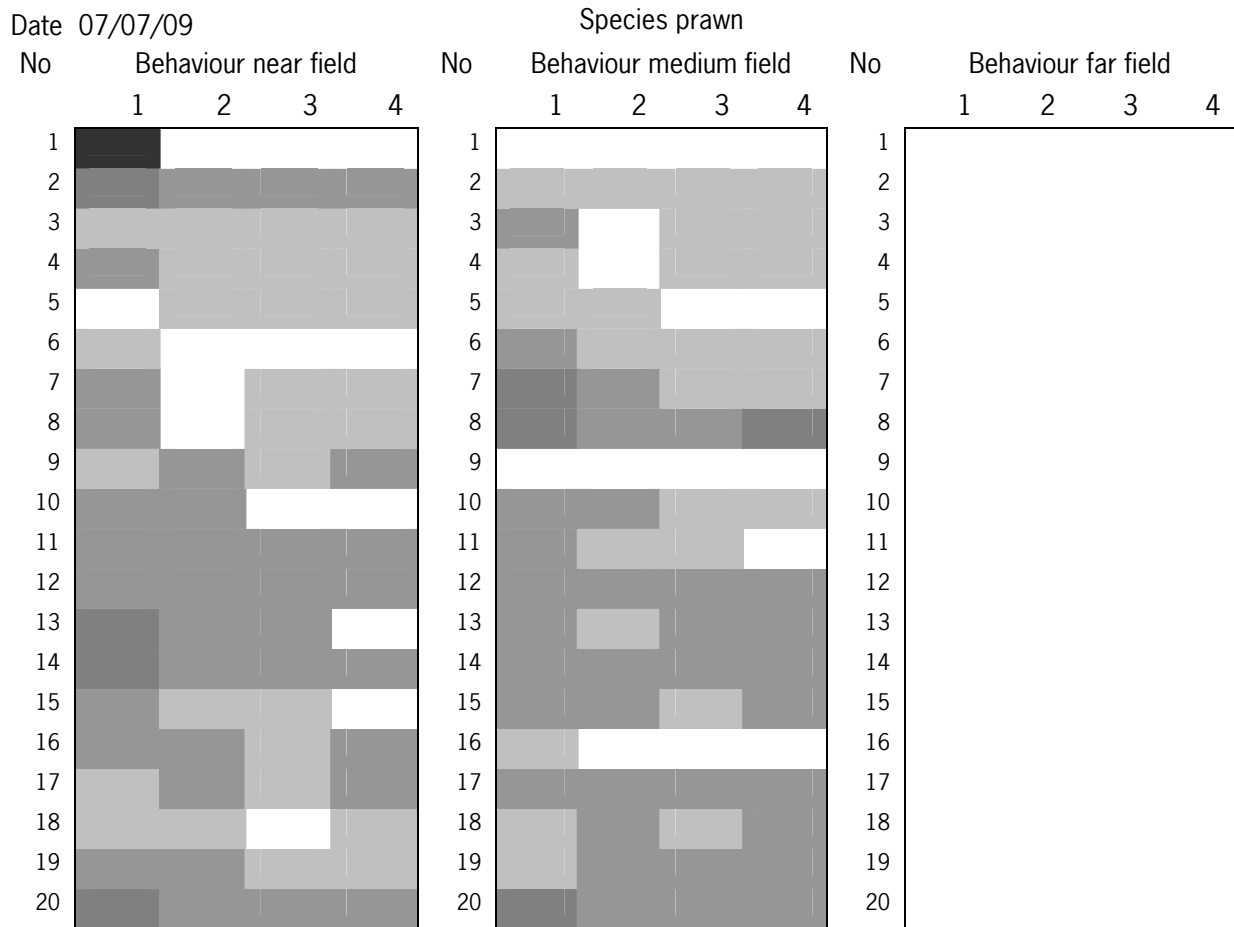 Date 07/07/09 Species prawn
No Behaviour near field No Behaviour medium field No Behaviour far field
1 2 3 4 1 2 3 4 1 2 3 4
1 1 1
2 2 2
3 3 3
4 4 4
5 5 5
6 6 6
7 7 7
8 8 8
9 9 9
10 10 10
11 11 11
12 12 12
13 13 13
14 14 14
15 15 15
16 16 16
17 17 17
18 18 18
19 19 19
20 20 20